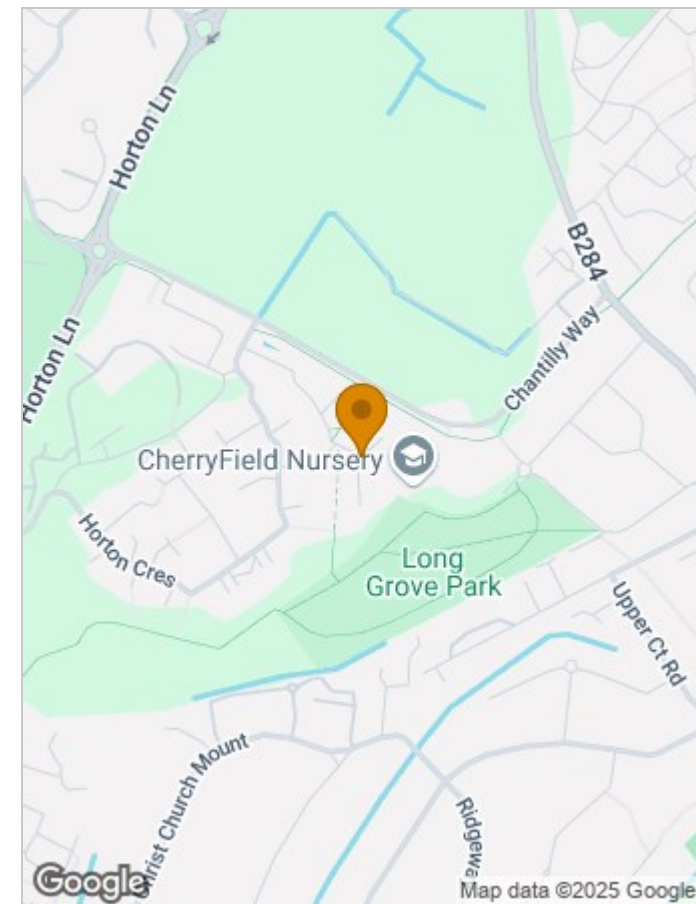 Horton Ln
B284
Horton Ln
Chantilly Way
CherryField Nursery
Horton Cres
Long
Grove Park
Upper Ct Rd
Christ Church Mount
Ridgeway
Google
Map data ©2025 Google